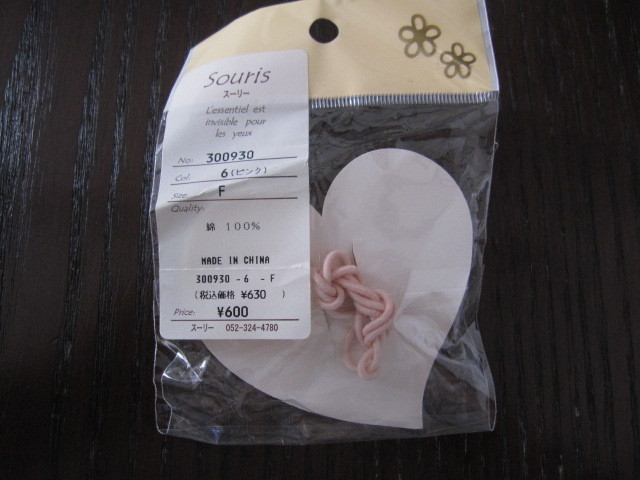 Souris
スーリー
L'essentiel est
invisible pour
les yeux
No: 300930
Col: 6(ピンク)
Size: F
Quality:
綿 100%
MADE IN CHINA
300930 - 6 - F
(税込価格 ¥630 )
Price: ¥600
スーリー 052-324-4780